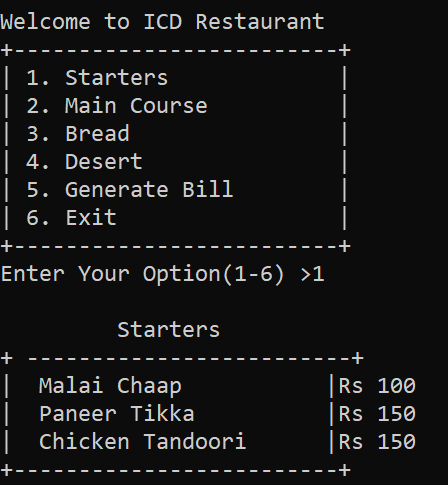 Welcome to ICD Restaurant
+-------------------------+
| 1. Starters             |
| 2. Main Course          |
| 3. Bread                |
| 4. Desert               |
| 5. Generate Bill        |
| 6. Exit                 |
+-------------------------+
Enter Your Option(1-6) >1
         Starters
+ -------------------------+
|  Malai Chaap           |Rs 100
|  Paneer Tikka          |Rs 150
|  Chicken Tandoori      |Rs 150
+-------------------------+